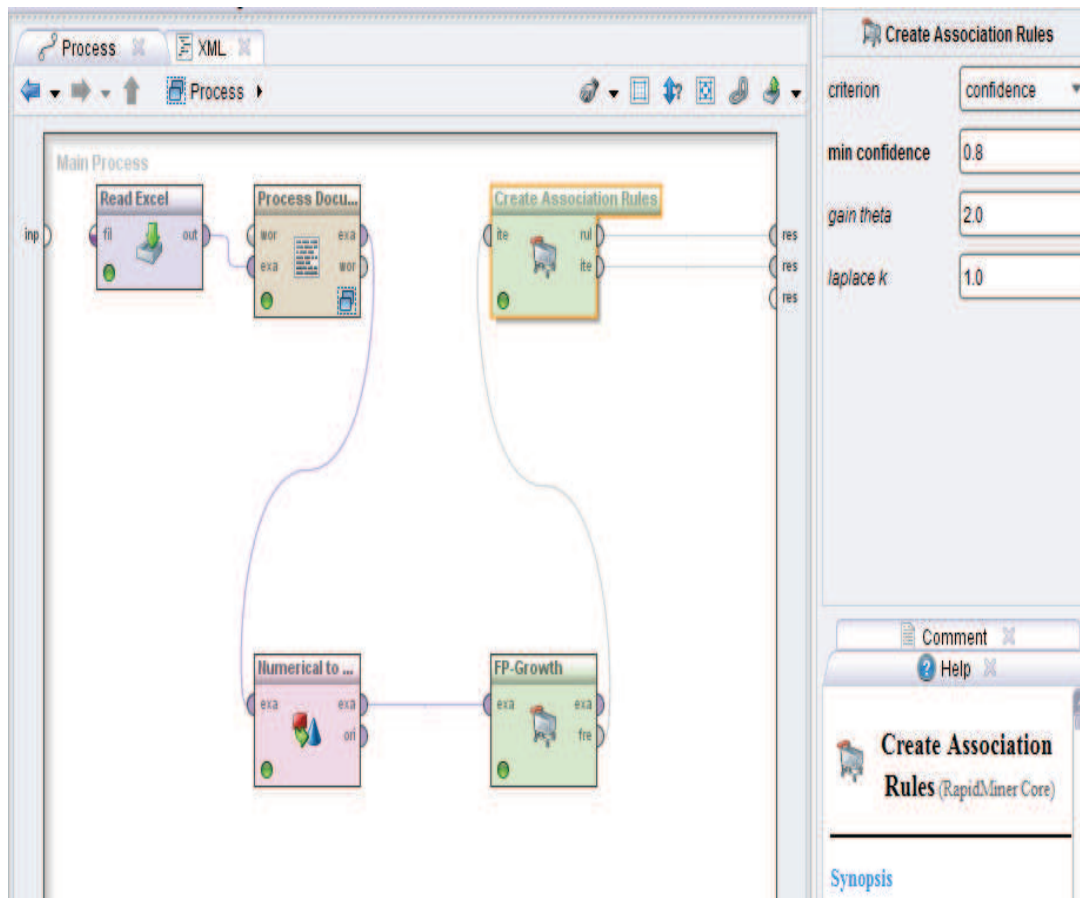 Process
XML
Process
Main Process
inp
Read Excel
fil
out
Process Docu...
wor
exa
exa
wor
Create Association Rules
ite
rul
ite
res
res
res
Numerical to ...
exa
exa
ori
FP-Growth
exa
exa
fre
Create Association Rules
criterion
confidence
min confidence
0.8
gain theta
2.0
laplace k
1.0
Comment
Help
Create Association
Rules (RapidMiner Core)
Synopsis